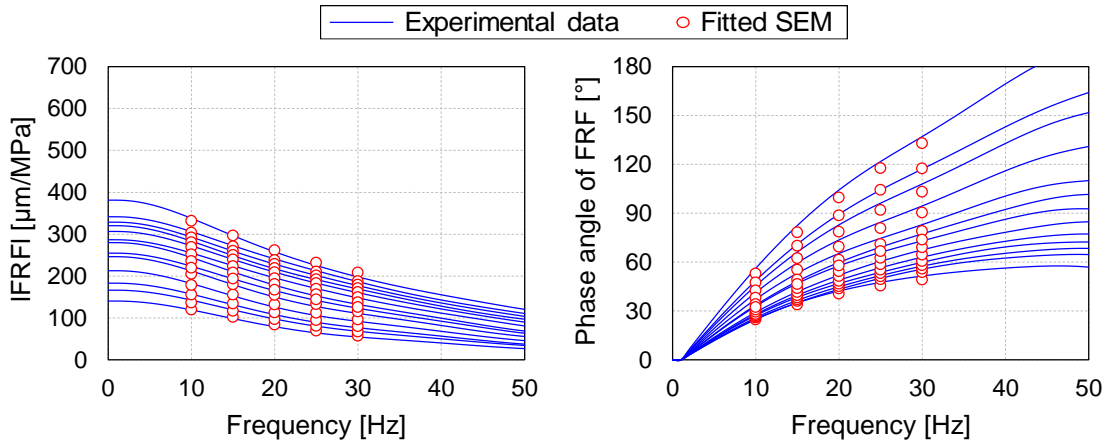 Experimental data Fitted SEM
700
600
500
400
300
200
100
0
0 10 20 30 40 50
|FRF| [µm/MPa]
Frequency [Hz]
180
150
120
90
60
30
0
0 10 20 30 40 50
Phase angle of FRF [°]
Frequency [Hz]